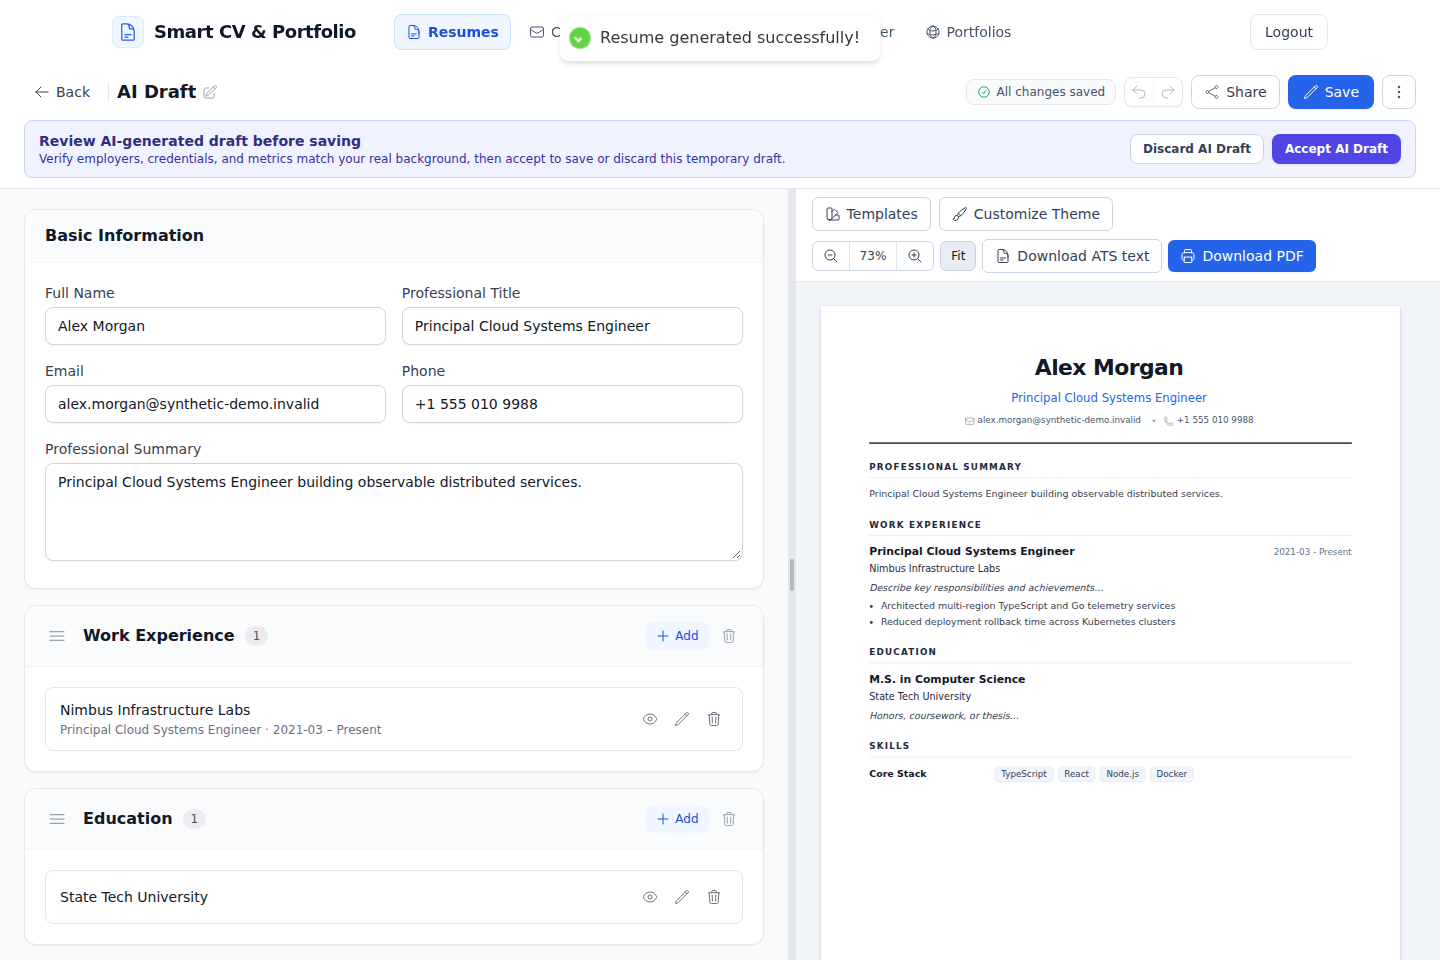 Smart CV & Portfolio
Resumes
Resume generated successfully!
Portfolios
Logout
Back
AI Draft
All changes saved
Share
Save
Review AI-generated draft before saving
Verify employers, credentials, and metrics match your real background, then accept to save or discard this temporary draft.
Discard AI Draft
Accept AI Draft
Basic Information
Full Name
Professional Title
Alex Morgan
Principal Cloud Systems Engineer
Email
Phone
alex.morgan@synthetic-demo.invalid
+1 555 010 9988
Professional Summary
Principal Cloud Systems Engineer building observable distributed services.
Work Experience
1
Add
Nimbus Infrastructure Labs
Principal Cloud Systems Engineer · 2021-03 – Present
Education
1
Add
State Tech University
Templates
Customize Theme
73%
Fit
Download ATS text
Download PDF
Alex Morgan
Principal Cloud Systems Engineer
alex.morgan@synthetic-demo.invalid • +1 555 010 9988
PROFESSIONAL SUMMARY
Principal Cloud Systems Engineer building observable distributed services.
WORK EXPERIENCE
Principal Cloud Systems Engineer 2021-03 - Present
Nimbus Infrastructure Labs
Describe key responsibilities and achievements...
• Architected multi-region TypeScript and Go telemetry services
• Reduced deployment rollback time across Kubernetes clusters
EDUCATION
M.S. in Computer Science
State Tech University
Honors, coursework, or thesis...
SKILLS
Core Stack TypeScript React Node.js Docker